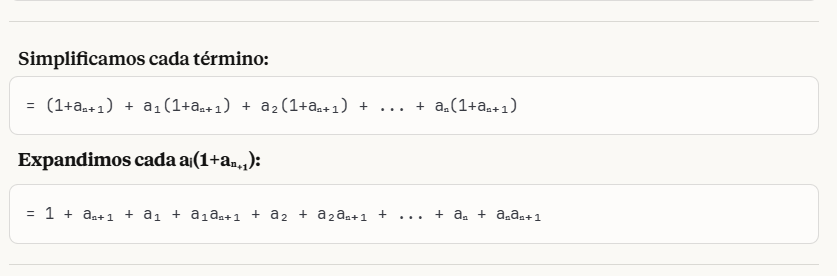 Simplificamos cada término:
= (1+aₙ₊₁) + a₁(1+aₙ₊₁) + a₂(1+aₙ₊₁) + ... + aₙ(1+aₙ₊₁)
Expandimos cada aᵢ(1+aₙ₊₁):
= 1 + aₙ₊₁ + a₁ + a₁aₙ₊₁ + a₂ + a₂aₙ₊₁ + ... + aₙ + aₙaₙ₊₁